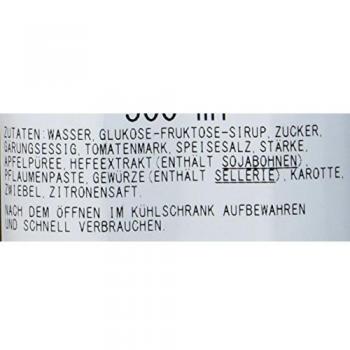 ZUTATEN: WASSER, GLUKOSE-FRUKTOSE-SIRUP, ZUCKER,
GÄRUNGSESSIG, TOMATENMARK, SPEISESALZ, STÄRKE,
APFELPÜREE, HEFEEXTRAKT (ENTHÄLT SOJABOHNEN),
PFLAUMENPASTE, GEWÜRZE (ENTHÄLT SELLERIE), KAROTTE,
ZWIEBEL, ZITRONENSAFT.
NACH DEM ÖFFNEN IM KÜHLSCHRANK AUFBEWAHREN
UND SCHNELL VERBRAUCHEN.